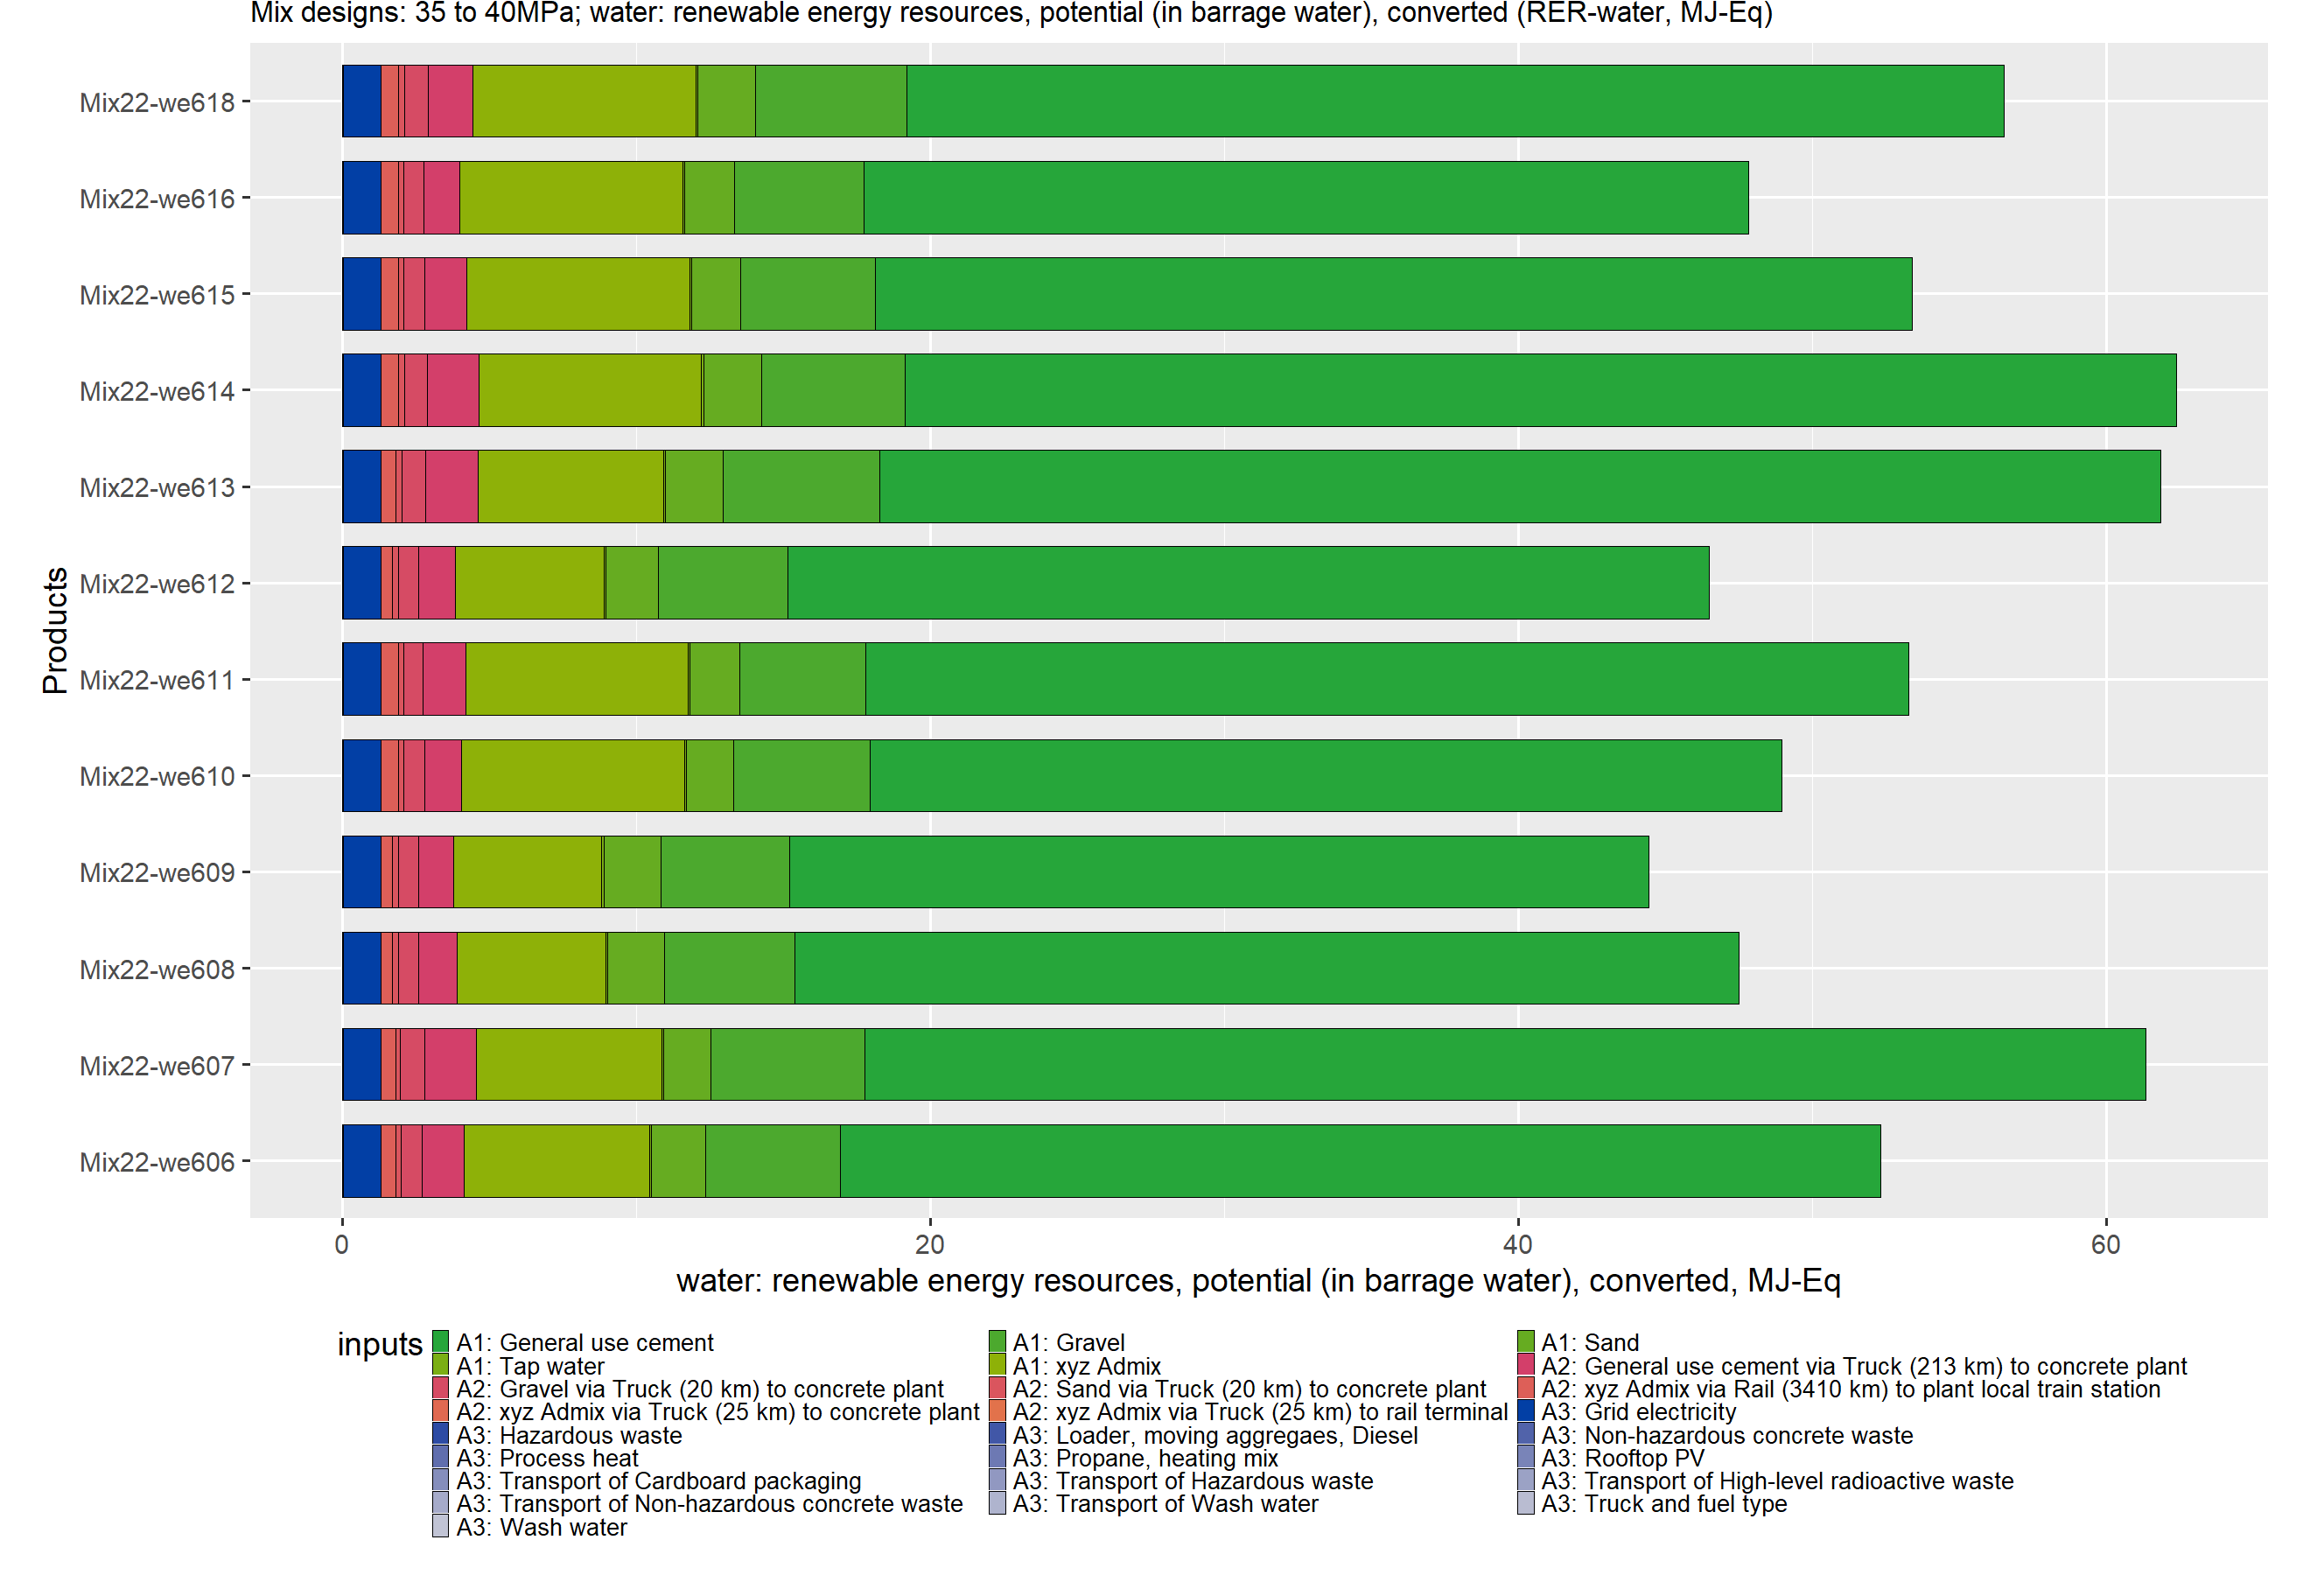 Mix designs: 35 to 40MPa; water: renewable energy resources, potential (in barrage water), converted (RER-water, MJ-Eq)
Mix22-we618
Mix22-we616
Mix22-we615
Mix22-we614
Mix22-we613
Mix22-we612
Mix22-we611
Mix22-we610
Mix22-we609
Mix22-we608
Mix22-we607
Mix22-we606
Products
0 20 40 60
water: renewable energy resources, potential (in barrage water), converted, MJ-Eq
inputs
A1: General use cement A1: Gravel A1: Sand
A1: Tap water A1: xyz Admix A2: General use cement via Truck (213 km) to concrete plant
A2: Gravel via Truck (20 km) to concrete plant A2: Sand via Truck (20 km) to concrete plant A2: xyz Admix via Rail (3410 km) to plant local train station
A2: xyz Admix via Truck (25 km) to concrete plant A2: xyz Admix via Truck (25 km) to rail terminal A3: Grid electricity
A3: Hazardous waste A3: Loader, moving aggregaes, Diesel A3: Non-hazardous concrete waste
A3: Process heat A3: Propane, heating mix A3: Rooftop PV
A3: Transport of Cardboard packaging A3: Transport of Hazardous waste A3: Transport of High-level radioactive waste
A3: Transport of Non-hazardous concrete waste A3: Transport of Wash water A3: Truck and fuel type
A3: Wash water